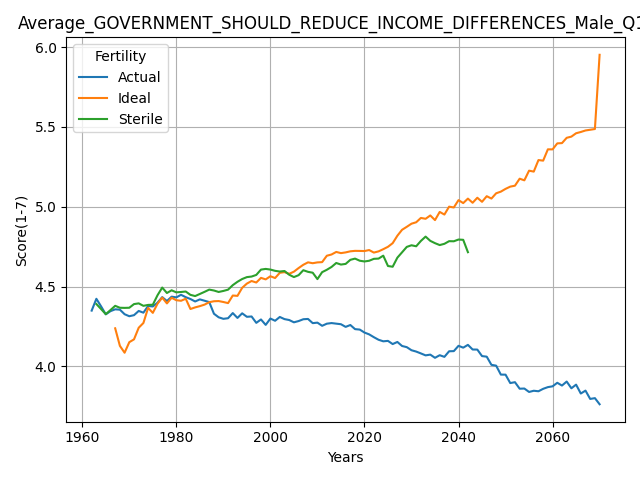 Average_GOVERNMENT_SHOULD_REDUCE_INCOME_DIFFERENCES_Male_Q1
Fertility
Actual
Ideal
Sterile
Score(1-7)
6.0
5.5
5.0
4.5
4.0
1960 1980 2000 2020 2040 2060
Years